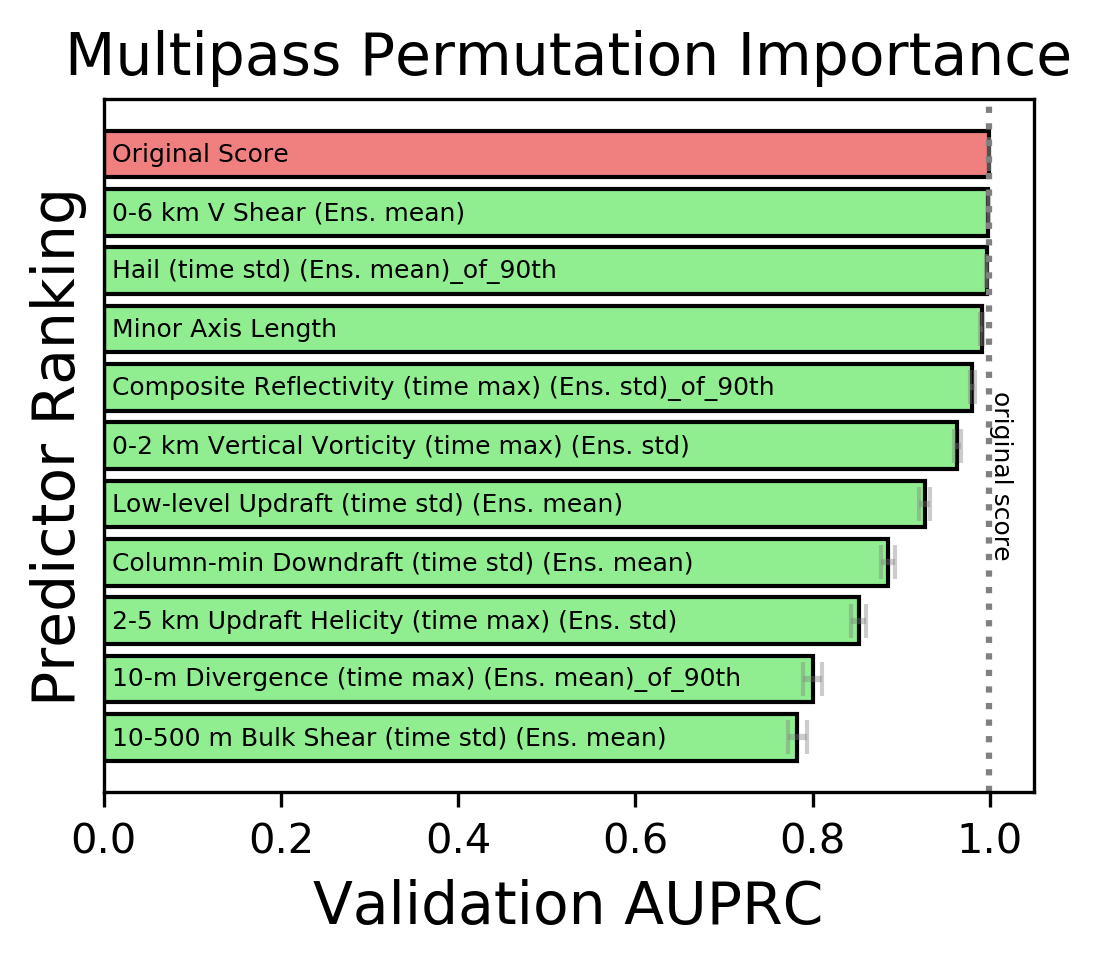 Multipass Permutation Importance
Predictor Ranking
Original Score
0-6 km V Shear (Ens. mean)
Hail (time std) (Ens. mean)_of_90th
Minor Axis Length
Composite Reflectivity (time max) (Ens. std)_of_90th
0-2 km Vertical Vorticity (time max) (Ens. std)
Low-level Updraft (time std) (Ens. mean)
Column-min Downdraft (time std) (Ens. mean)
2-5 km Updraft Helicity (time max) (Ens. std)
10-m Divergence (time max) (Ens. mean)_of_90th
10-500 m Bulk Shear (time std) (Ens. mean)
original score
0.0 0.2 0.4 0.6 0.8 1.0
Validation AUPRC